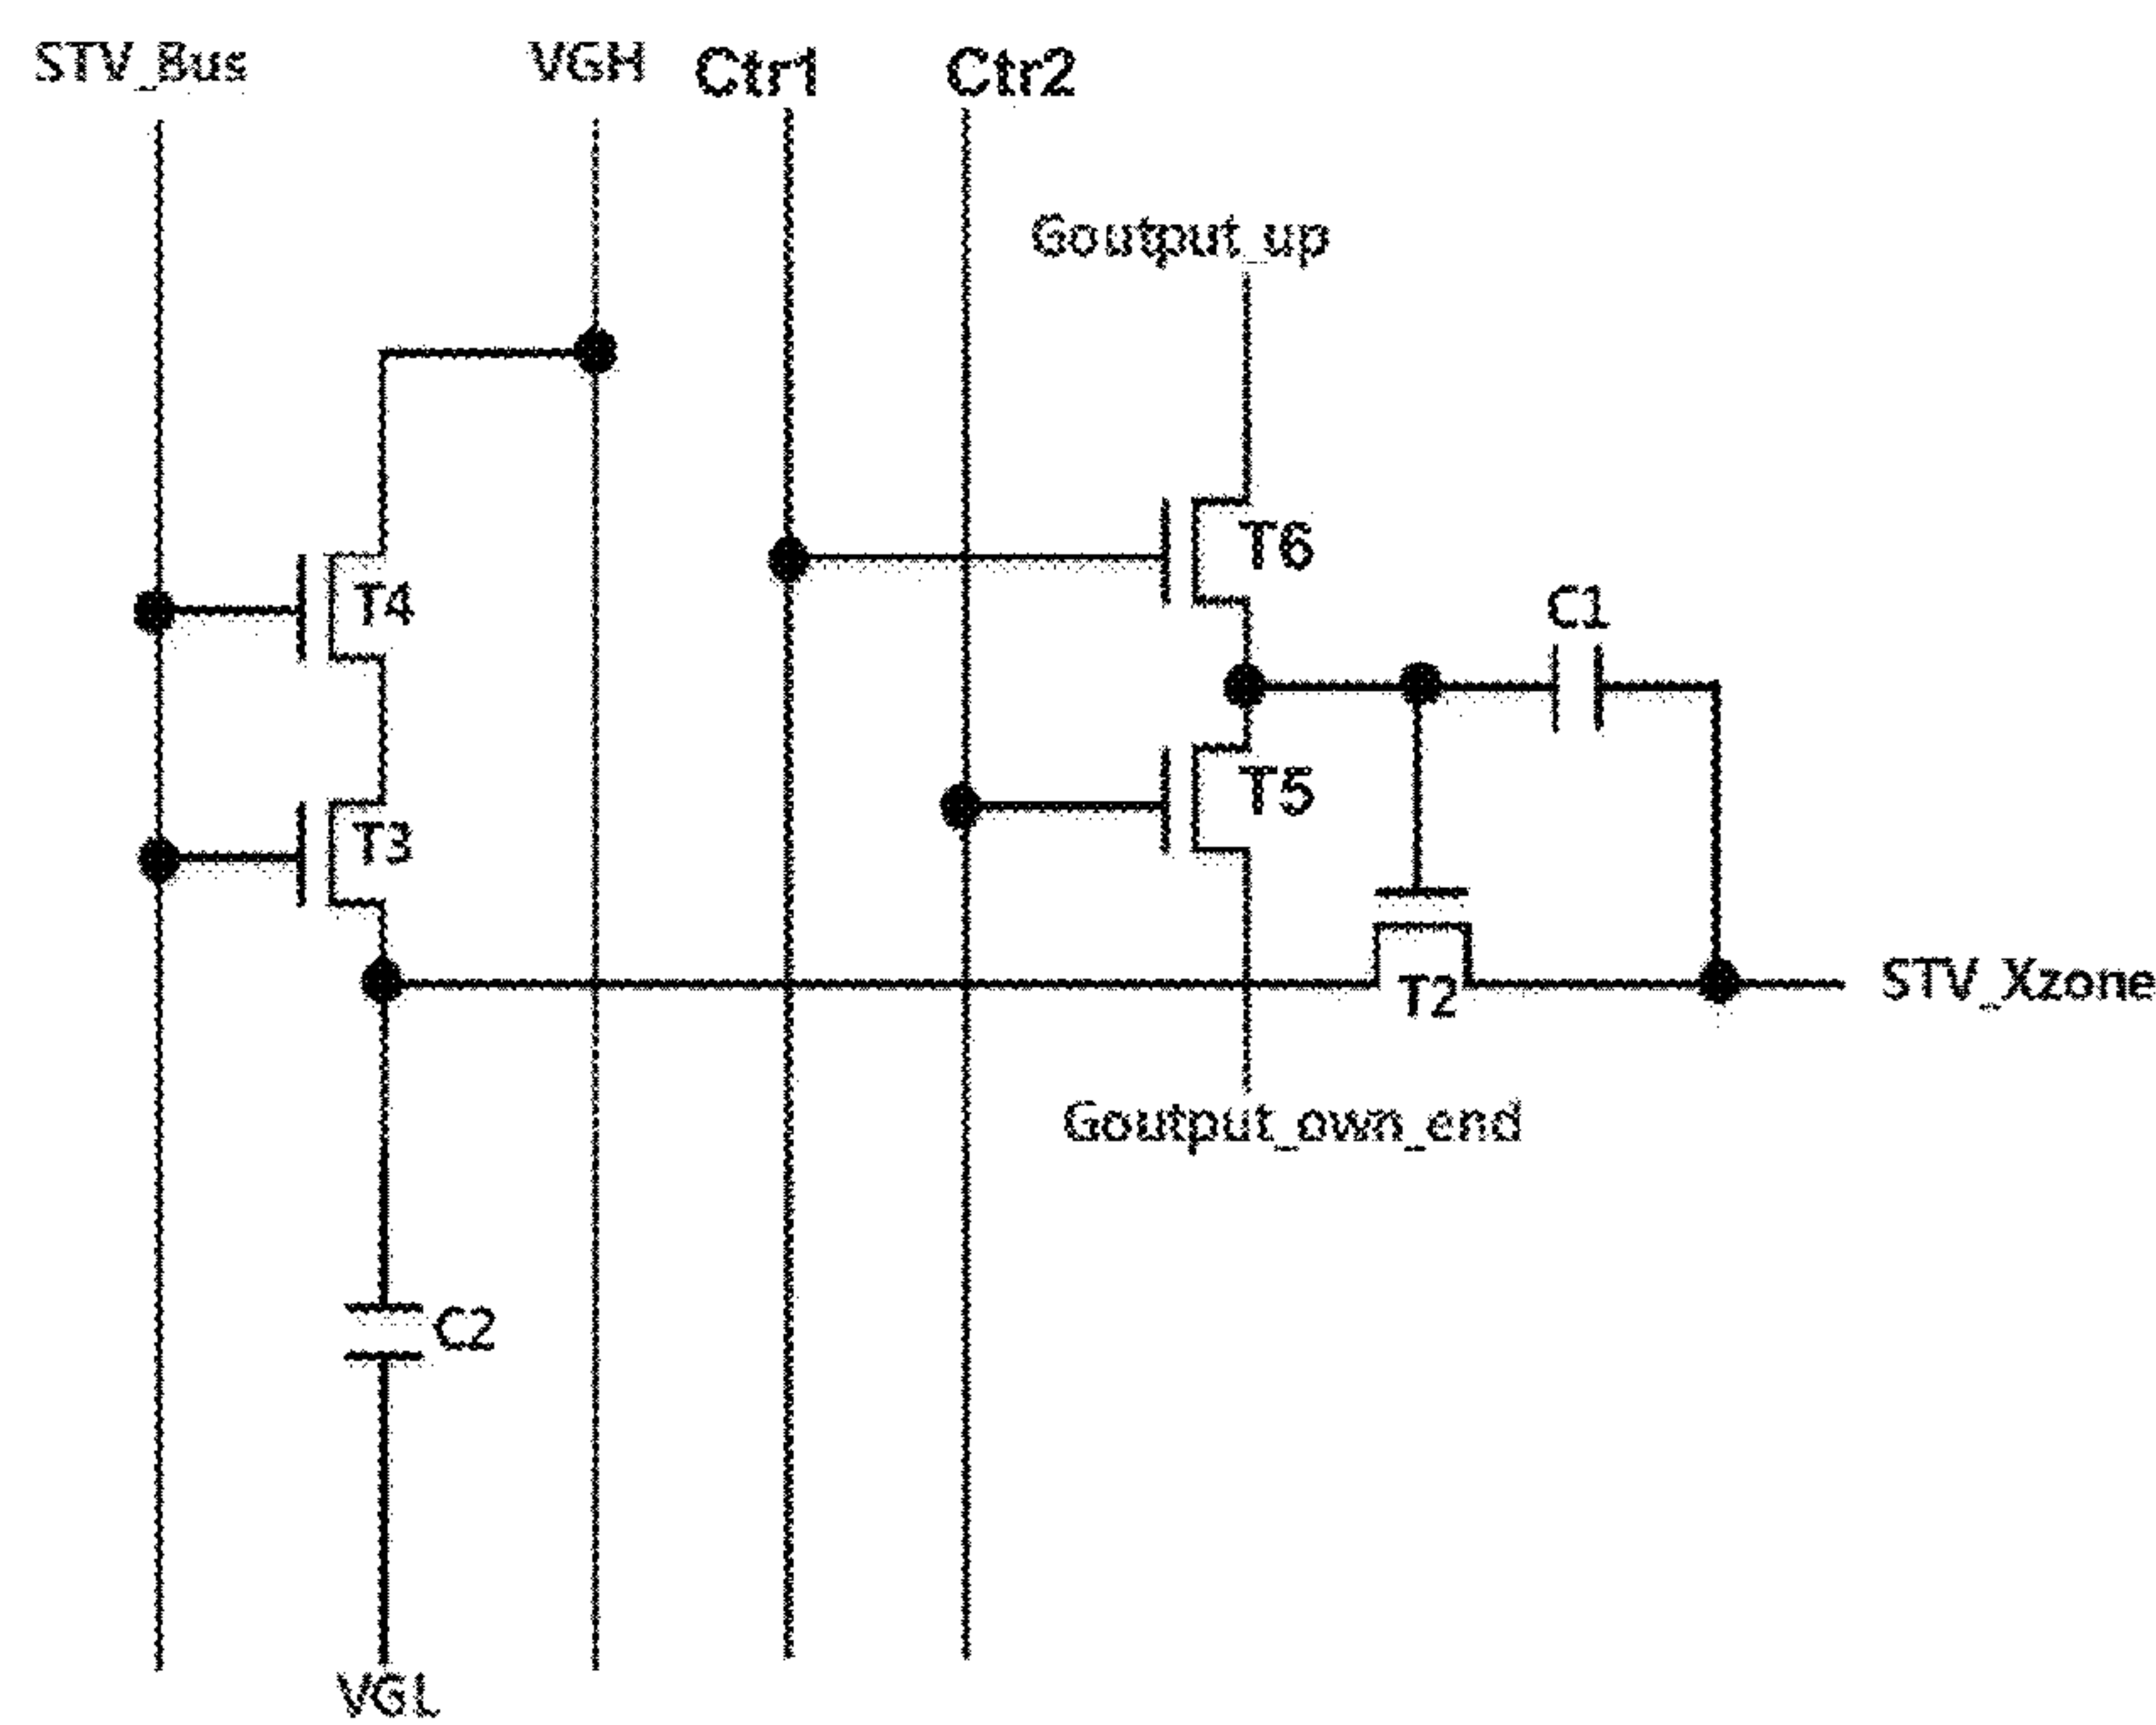 STV_Bus VGH Ctr1 Ctr2
Goutput_up
T6
T4
C1
T5
T3
STV_Xzone
T2
Goutput_own_end
C2
VGL